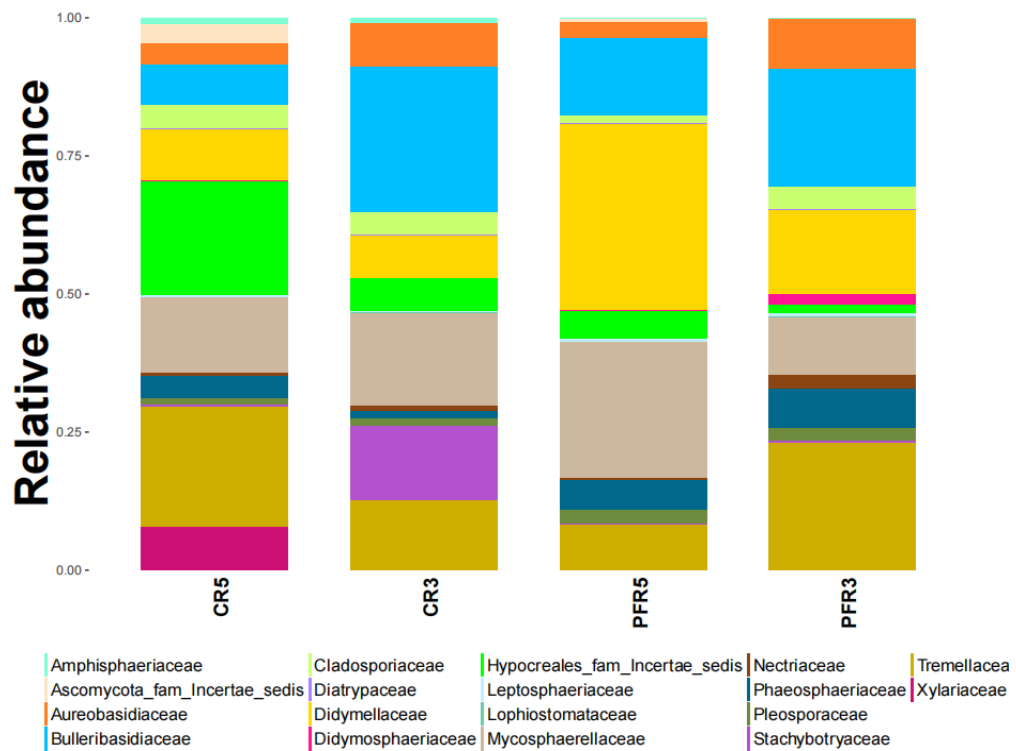 Relative abundance
1.00
0.75
0.50
0.25
0.00
CR5
CR3
PFR5
PFR3
Amphisphaeriaceae
Ascomycota_fam_Incertae_sedis
Aureobasidiaceae
Bulleribasidiaceae
Cladosporiaceae
Diatrypaceae
Didymellaceae
Didymosphaeriaceae
Hypocreales_fam_Incertae_sedis
Leptosphaeriaceae
Lophiostomataceae
Mycosphaerellaceae
Nectriaceae
Phaeosphaeriaceae
Pleosporaceae
Stachybotryaceae
Tremellacea
Xylariaceae